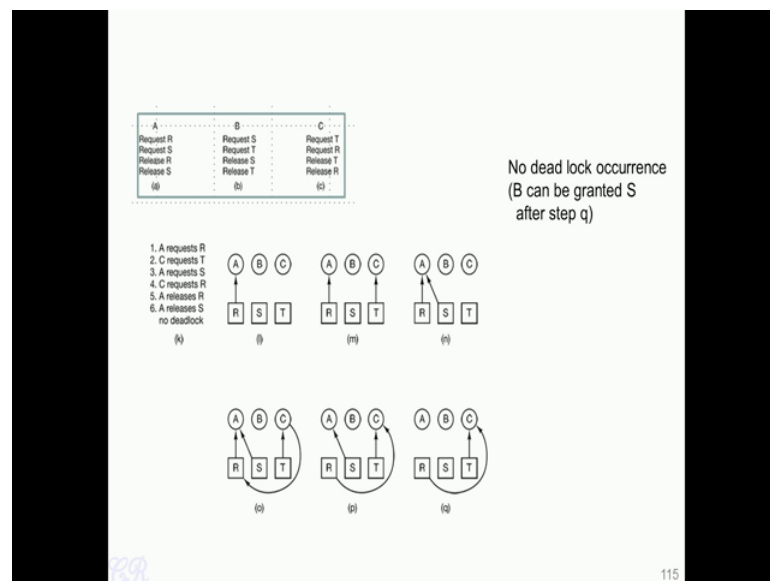 A B C
Request R Request S Request T
Request S Request T Request R
Release R Release S Release T
Release S Release T Release R
(a) (b) (c)
No dead lock occurrence
(B can be granted S
after step q)
1. A requests R
2. C requests T
3. A requests S
4. C requests R
5. A releases R
6. A releases S
no deadlock
(k)
A B C
R S T
(l)
A B C
R S T
(m)
A B C
R S T
(n)
A B C
R S T
(o)
A B C
R S T
(p)
A B C
R S T
(q)
115